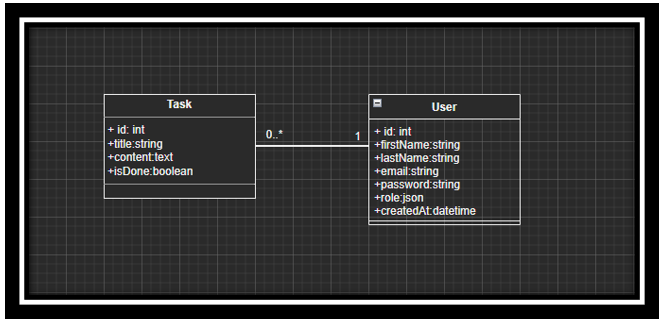 Task
+ id: int
+title:string
+content:text
+isDone:boolean
0..*
1
User
+ id: int
+firstName:string
+lastName:string
+email:string
+password:string
+role:json
+createdAt:datetime